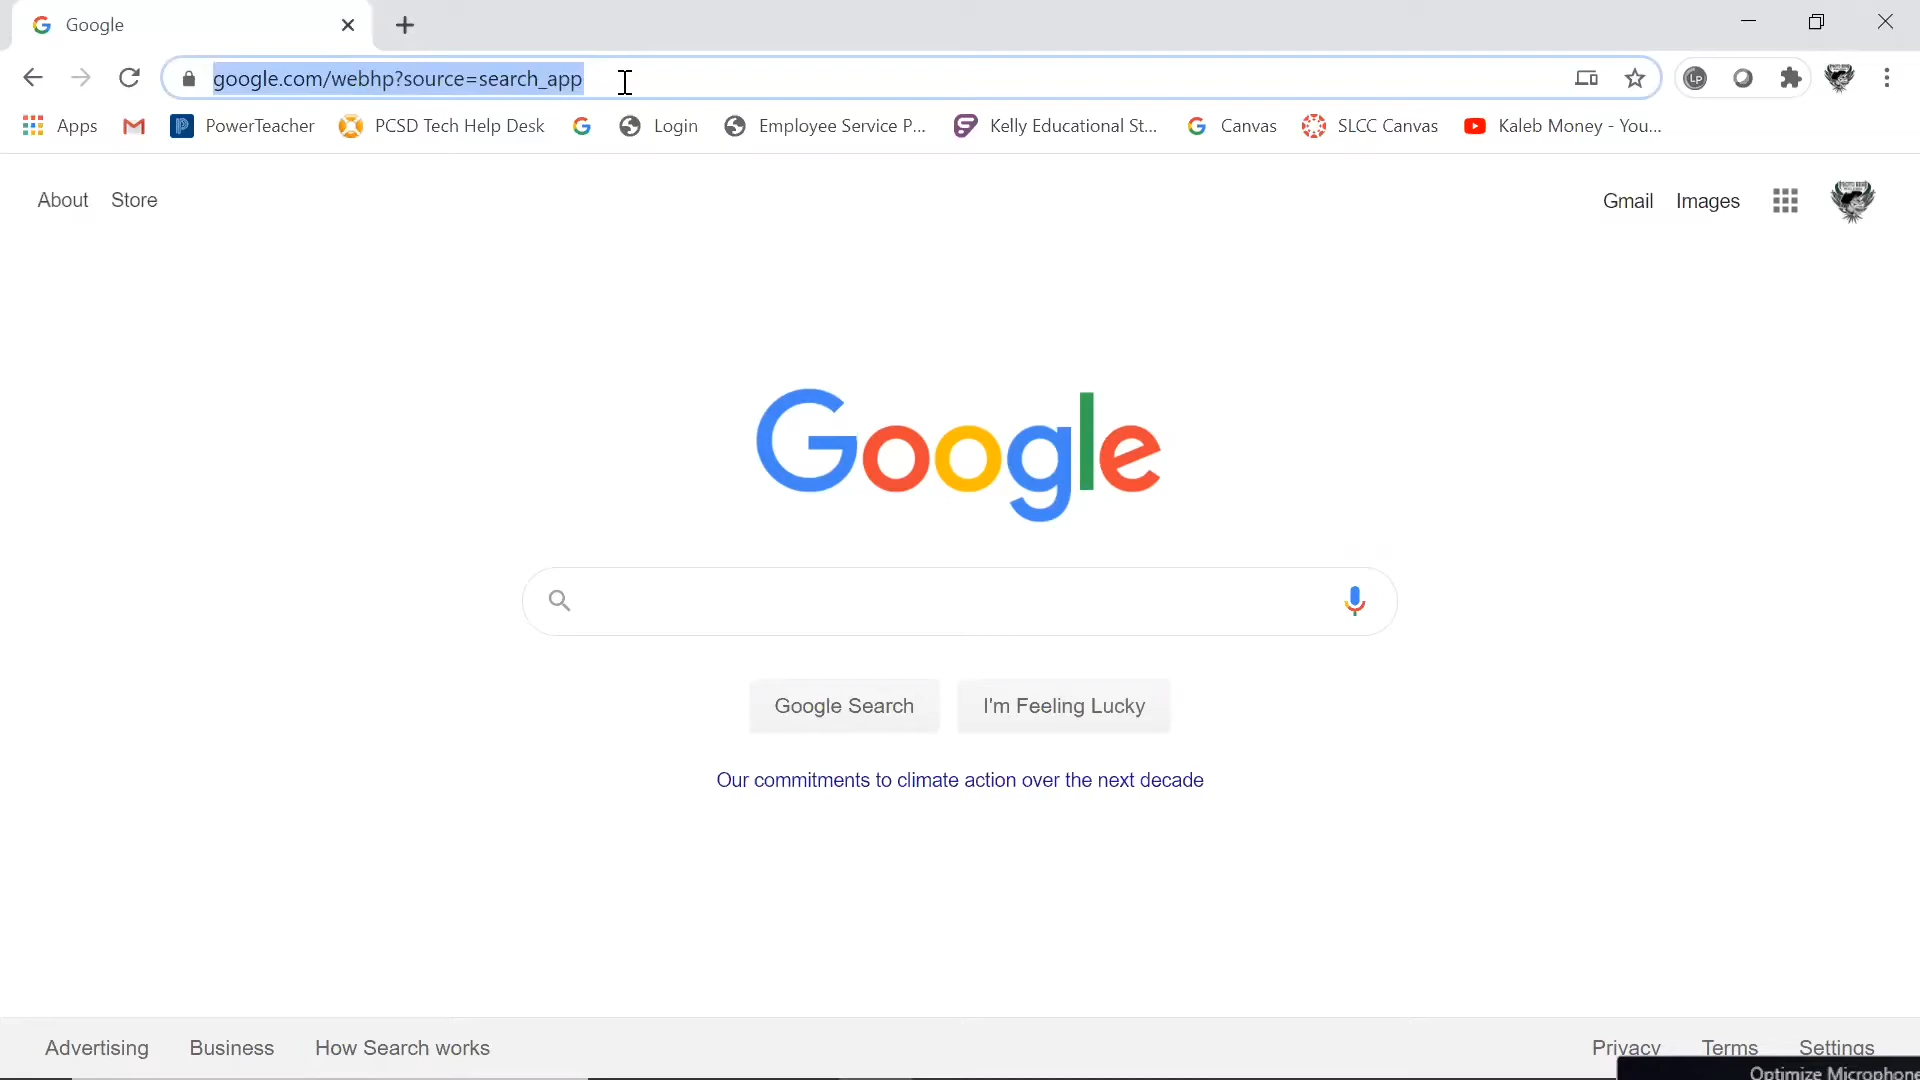 Google
google.com/webhp?source=search_app
LP
Apps
PowerTeacher
PCSD Tech Help Desk
Login
Employee Service P...
Kelly Educational St...
Canvas
SLCC Canvas
Kaleb Money - You...
About
Store
Gmail
Images
Google
Google Search
I'm Feeling Lucky
Our commitments to climate action over the next decade
Advertising
Business
How Search works
Privacy
Terms
Settings
Optimize Microphone